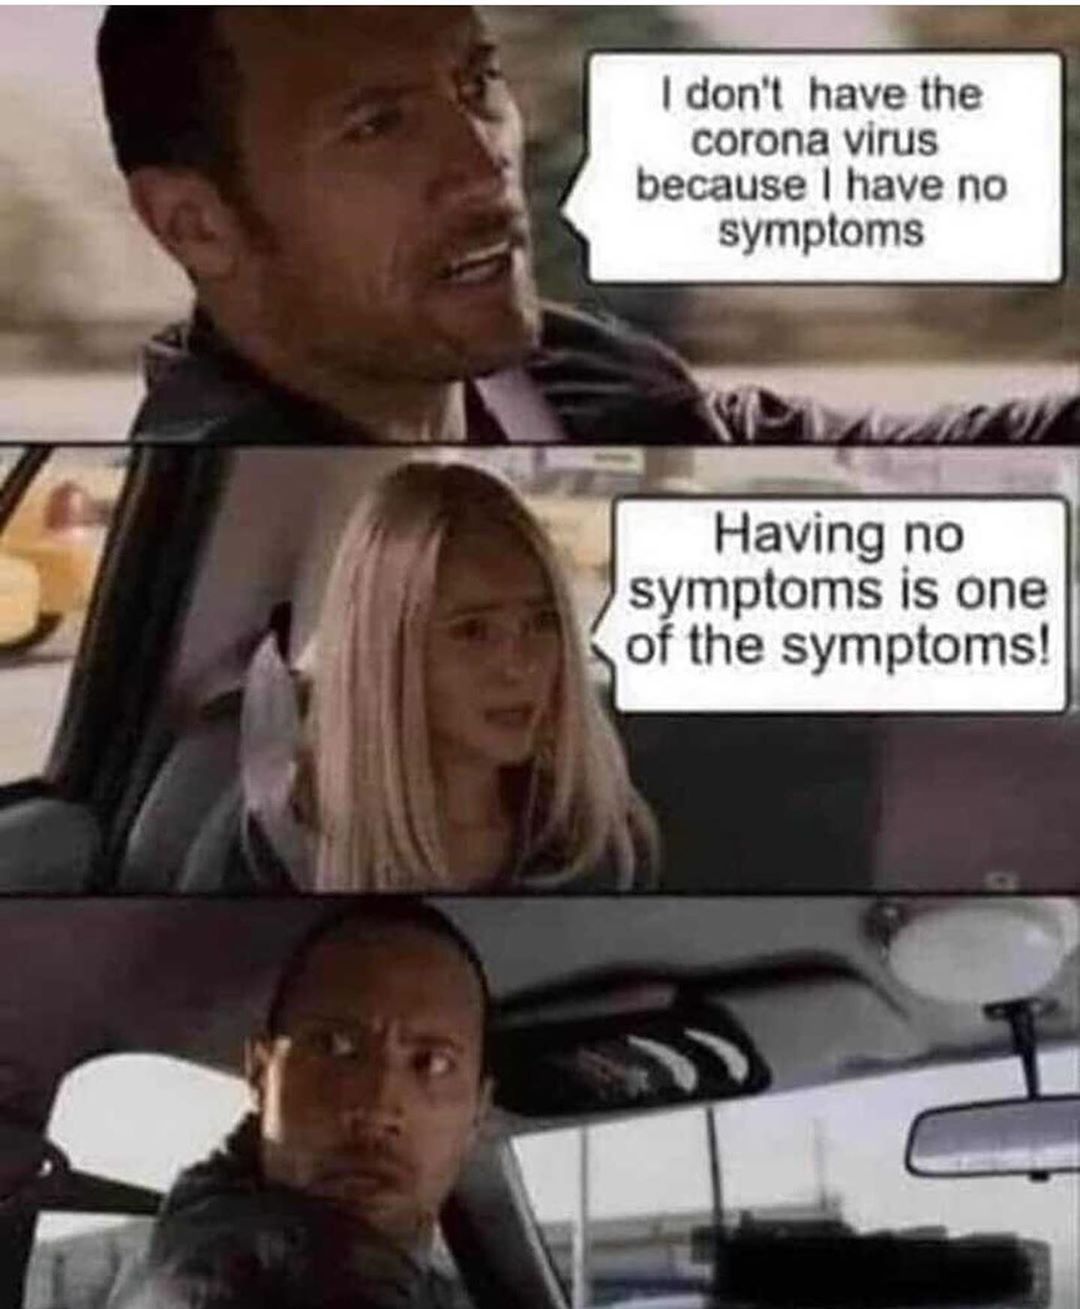 I don't have the
corona virus
because I have no
symptoms
Having no
symptoms is one
of the symptoms!